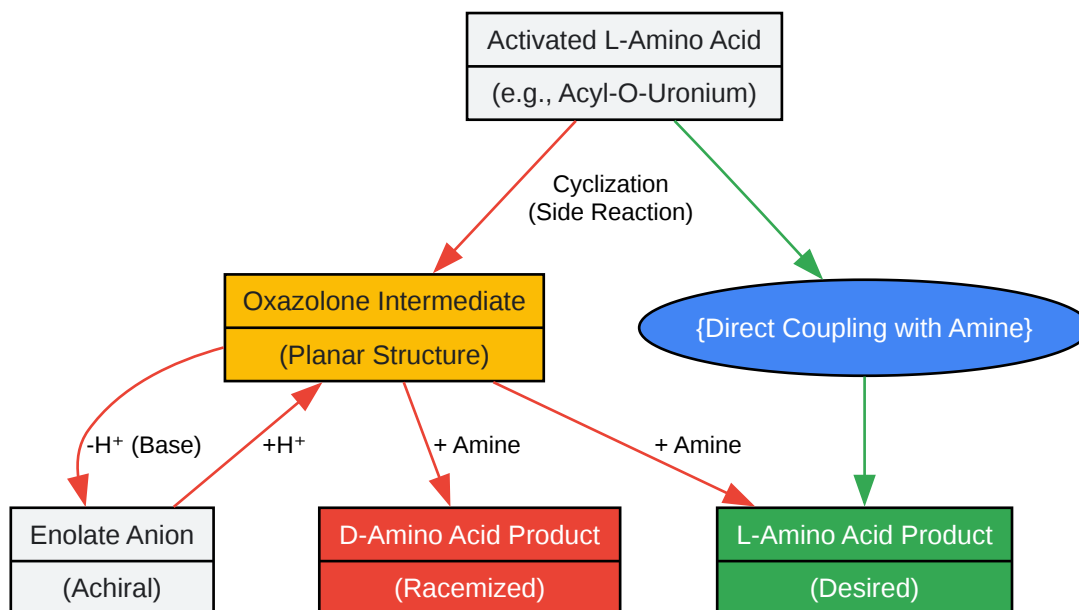 Activated L-Amino Acid
(e.g., Acyl-O-Uronium)
Cyclization
(Side Reaction)
Oxazolone Intermediate
(Planar Structure)
{Direct Coupling with Amine}
-H⁺ (Base)
+H⁺
+ Amine
+ Amine
Enolate Anion
(Achiral)
D-Amino Acid Product
(Racemized)
L-Amino Acid Product
(Desired)